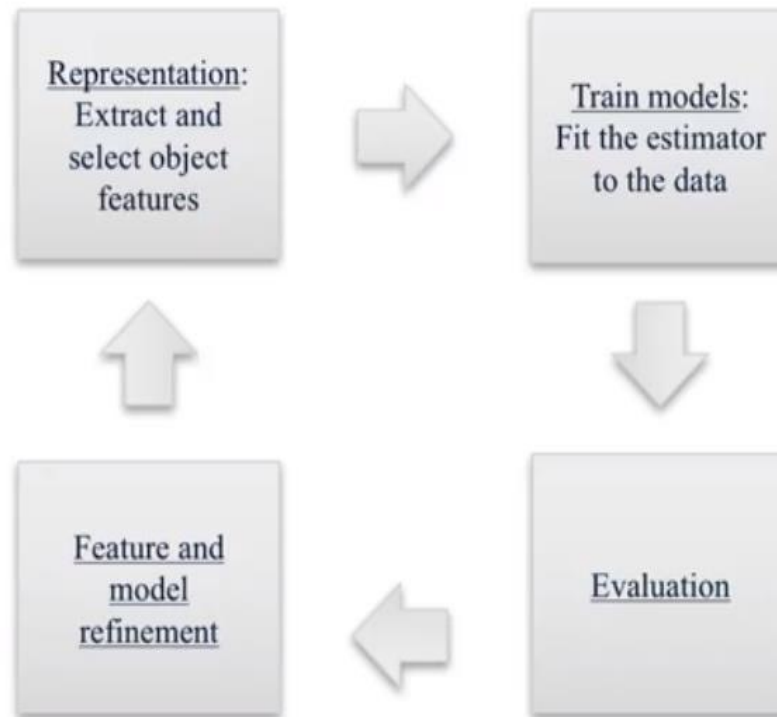 Representation:
Extract and
select object
features
Train models:
Fit the estimator
to the data
Evaluation
Feature and
model
refinement